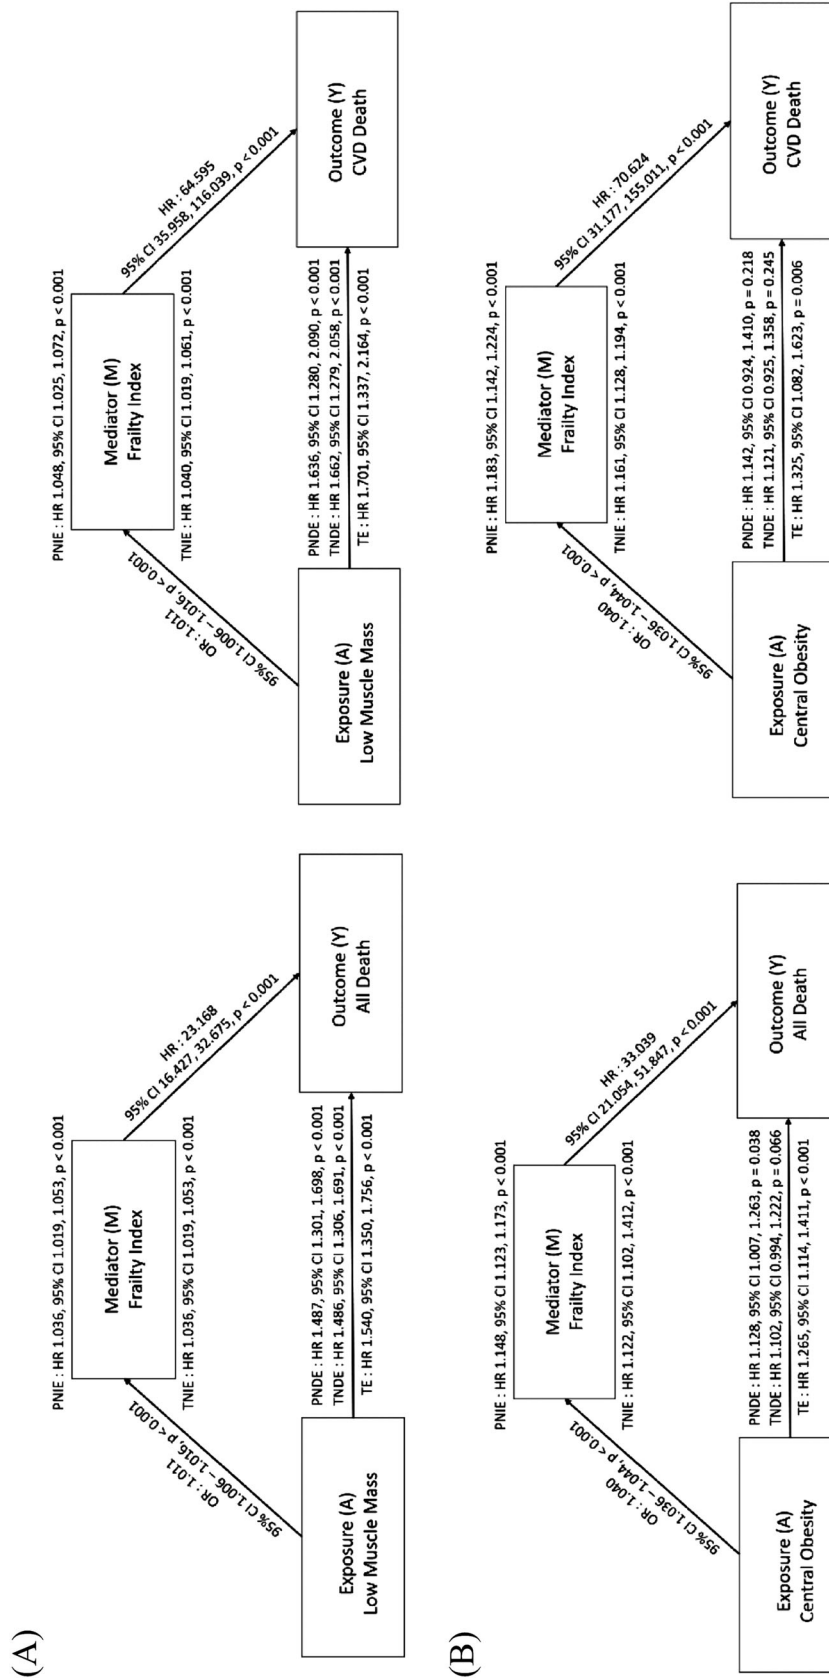 (A)
PNIE : HR 1.036, 95% CI 1.019, 1.053, p < 0.001
Mediator (M)
Frailty Index
TNIE : HR 1.036, 95% CI 1.019, 1.053, p < 0.001
OR : 1.011
95% CI 1.006 – 1.016, p < 0.001
HR : 23.168
95% CI 16.427, 32.675, p < 0.001
Exposure (A)
Low Muscle Mass
PNDE : HR 1.487, 95% CI 1.301, 1.698, p < 0.001
TNDE : HR 1.486, 95% CI 1.306, 1.691, p < 0.001
TE : HR 1.540, 95% CI 1.350, 1.756, p < 0.001
Outcome (Y)
All Death
PNIE : HR 1.048, 95% CI 1.025, 1.072, p < 0.001
Mediator (M)
Frailty Index
TNIE : HR 1.040, 95% CI 1.019, 1.061, p < 0.001
OR : 1.011
95% CI 1.006 – 1.016, p < 0.001
HR : 64.595
95% CI 35.958, 116.039, p < 0.001
Exposure (A)
Low Muscle Mass
PNDE : HR 1.636, 95% CI 1.280, 2.090, p < 0.001
TNDE : HR 1.662, 95% CI 1.279, 2.058, p < 0.001
TE : HR 1.701, 95% CI 1.337, 2.164, p < 0.001
Outcome (Y)
CVD Death
(B)
PNIE : HR 1.148, 95% CI 1.123, 1.173, p < 0.001
Mediator (M)
Frailty Index
TNIE : HR 1.122, 95% CI 1.102, 1.412, p < 0.001
OR : 1.040
95% CI 1.036 – 1.044, p < 0.001
HR : 33.039
95% CI 21.054, 51.847, p < 0.001
Exposure (A)
Central Obesity
PNDE : HR 1.128, 95% CI 1.007, 1.263, p = 0.038
TNDE : HR 1.102, 95% CI 0.994, 1.222, p = 0.066
TE : HR 1.265, 95% CI 1.114, 1.411, p < 0.001
Outcome (Y)
All Death
PNIE : HR 1.183, 95% CI 1.142, 1.224, p < 0.001
Mediator (M)
Frailty Index
TNIE : HR 1.161, 95% CI 1.128, 1.194, p < 0.001
OR : 1.040
95% CI 1.036 – 1.044, p < 0.001
HR : 70.624
95% CI 31.177, 155.011, p < 0.001
Exposure (A)
Central Obesity
PNDE : HR 1.142, 95% CI 0.924, 1.410, p = 0.218
TNDE : HR 1.121, 95% CI 0.925, 1.358, p = 0.245
TE : HR 1.325, 95% CI 1.082, 1.623, p = 0.006
Outcome (Y)
CVD Death